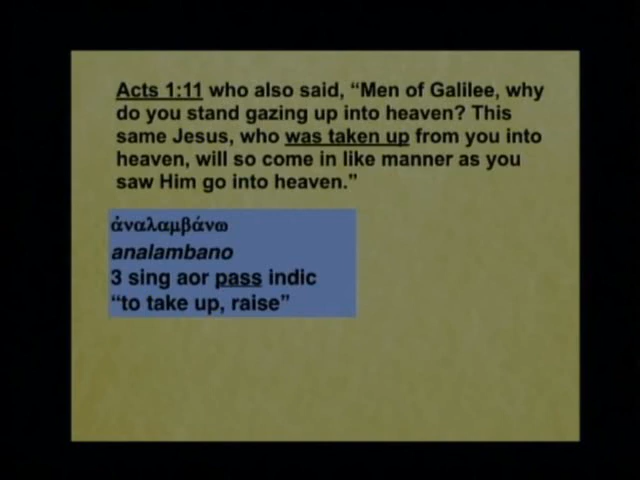 Acts 1:11 who also said, “Men of Galilee, why
do you stand gazing up into heaven? This
same Jesus, who was taken up from you into
heaven, will so come in like manner as you
saw Him go into heaven.”
ἀναλαμβάνω
analambano
3 sing aor pass indic
“to take up, raise”